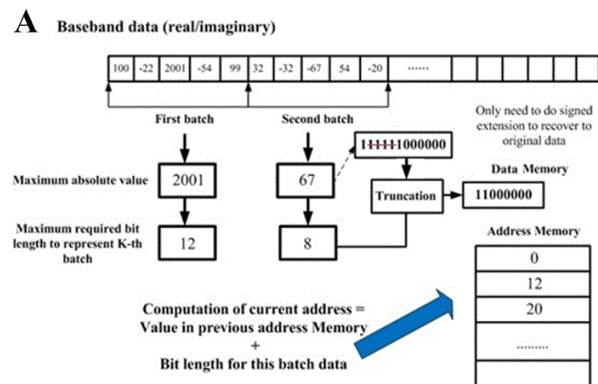 A
Baseband data (real/imaginary)
100 -22 2001 -54 99 32 -32 -67 54 -20 ......
First batch Second batch
Only need to do signed
extension to recover to
original data
111111000000
Maximum absolute value 2001 67 Truncation
Data Memory
11000000
Maximum required bit
length to represent K-th
batch
12 8
Address Memory
0
12
20
.........
Computation of current address =
Value in previous address Memory
+
Bit length for this batch data